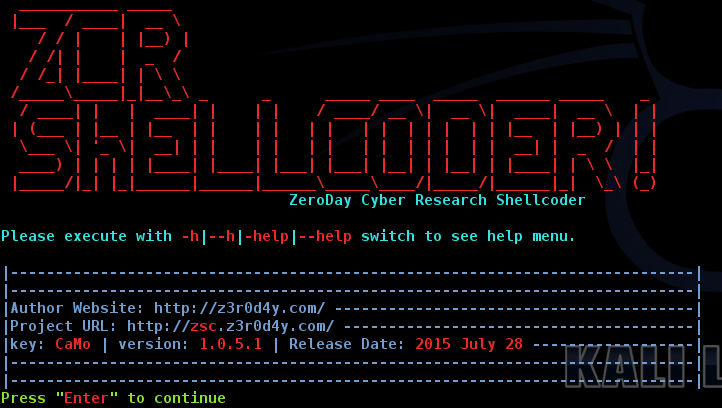 ZCR
SHELLCODER!
ZeroDay Cyber Research Shellcoder
Please execute with -h|--h|-help|--help switch to see help menu.
|Author Website: http://z3r0d4y.com/
|Project URL: http://zsc.z3r0d4y.com/
|key: CaMo | version: 1.0.5.1 | Release Date: 2015 July 28
KALI L
Press "Enter" to continue